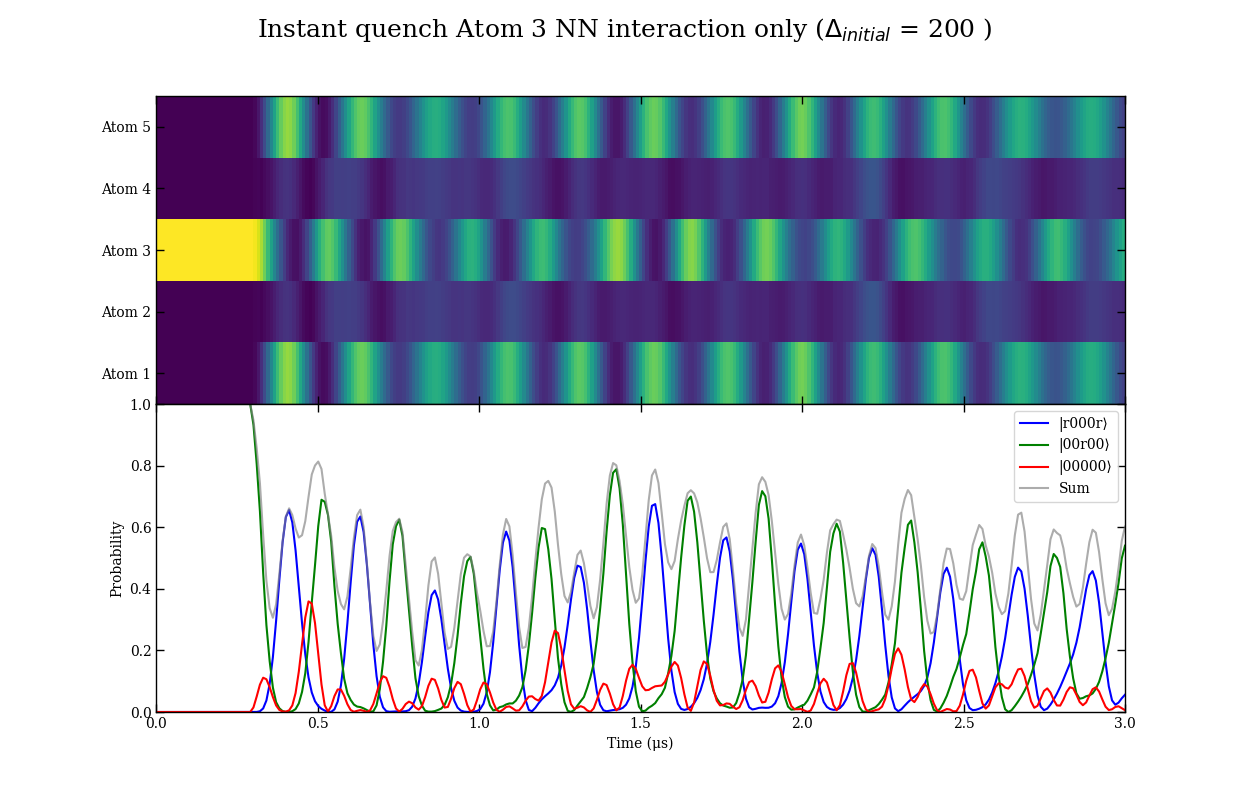 Instant quench Atom 3 NN interaction only (Δinitial = 200 )
Atom 5
Atom 4
Atom 3
Atom 2
Atom 1
1.0
0.8
0.6
0.4
0.2
0.0
Probability
|r000r⟩
|00r00⟩
|00000⟩
Sum
0.0 0.5 1.0 1.5 2.0 2.5 3.0
Time (μs)